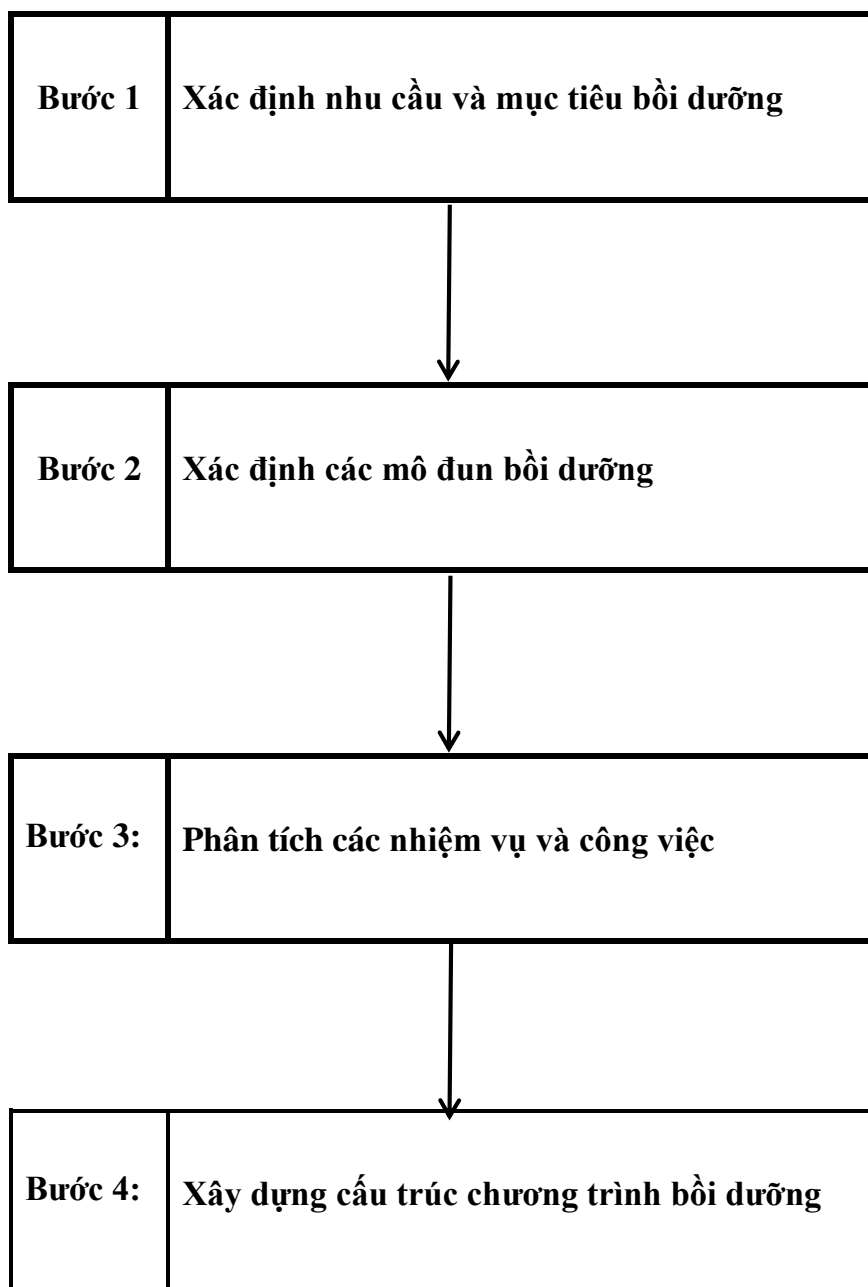 Bước 1 Xác định nhu cầu và mục tiêu bồi dưỡng
Bước 2 Xác định các mô đun bồi dưỡng
Bước 3: Phân tích các nhiệm vụ và công việc
Bước 4: Xây dựng cấu trúc chương trình bồi dưỡng